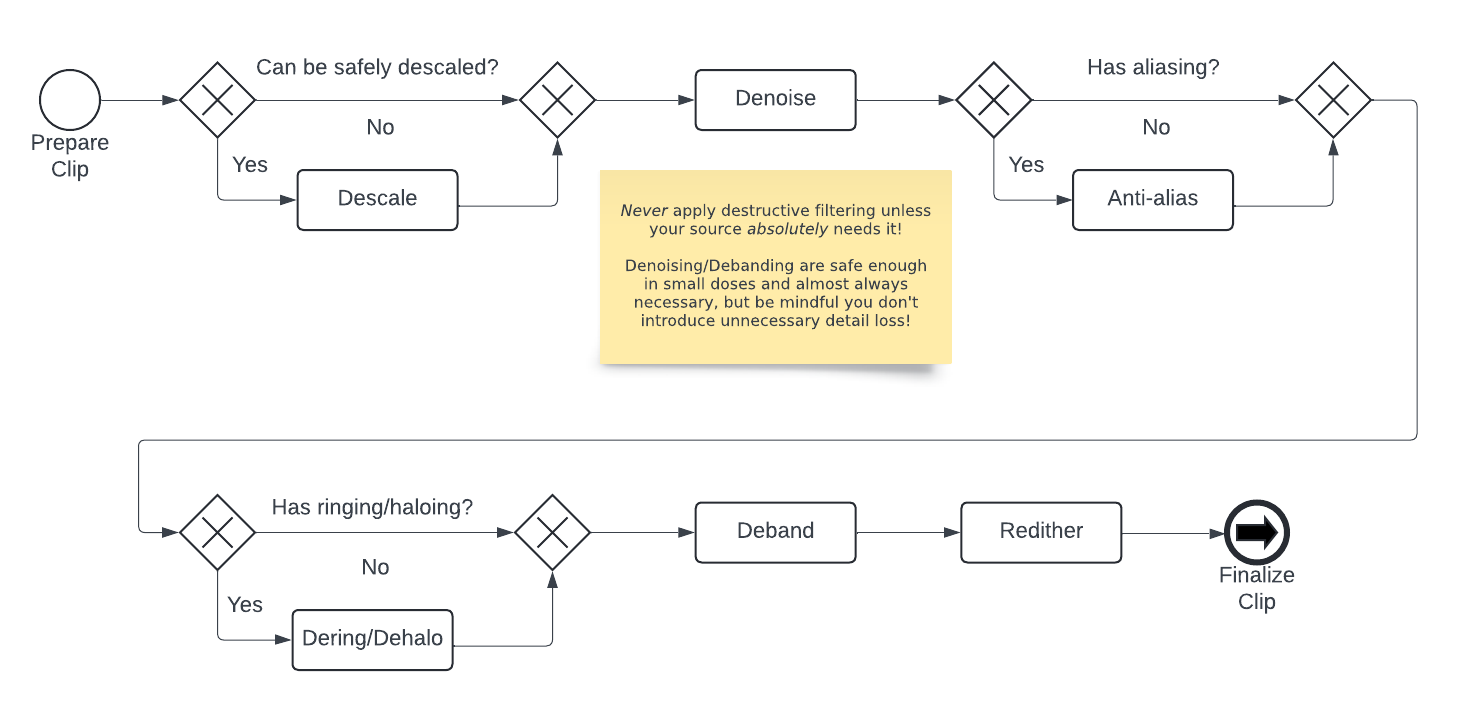 Can be safely descaled?
Has aliasing?
Denoise
Prepare
Clip
No
No
Yes
Yes
Descale
Anti-alias
Never apply destructive filtering unless
your source absolutely needs it!
Denoising/Debanding are safe enough
in small doses and almost always
necessary, but be mindful you don't
introduce unnecessary detail loss!
Has ringing/haloing?
Deband
Redither
No
Finalize
Clip
Yes
Dering/Dehalo